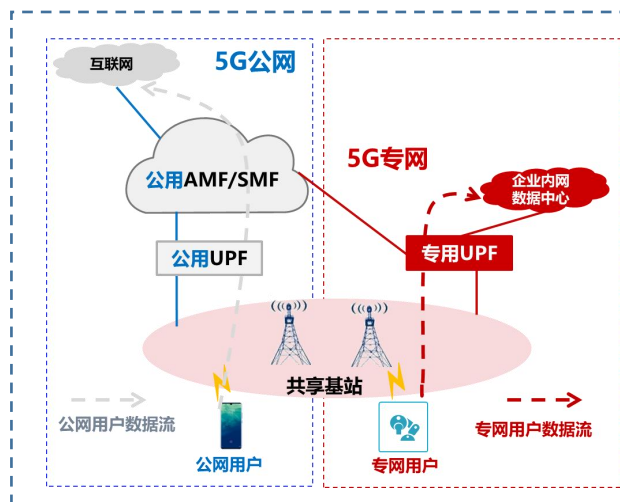 互联网
5G公网
公用AMF/SMF
5G专网
企业内网
数据中心
公用UPF
专用UPF
共享基站
公网用户数据流
专网用户数据流
公网用户
专网用户